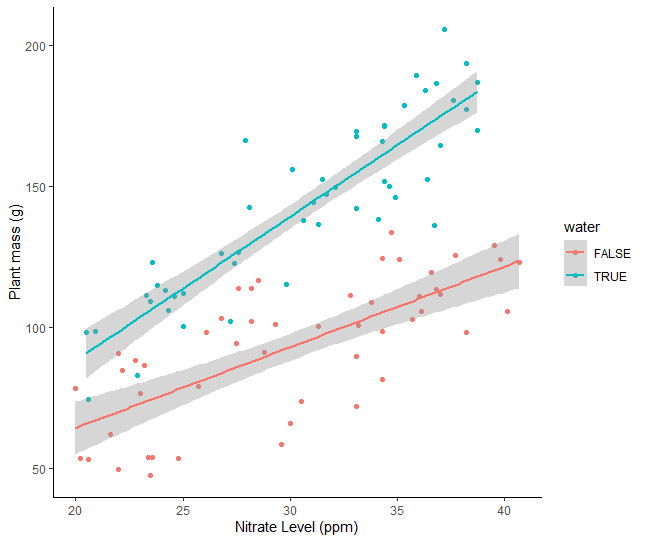 200
150
100
50
Plant mass (g)
20 25 30 35 40
Nitrate Level (ppm)
water
FALSE
TRUE